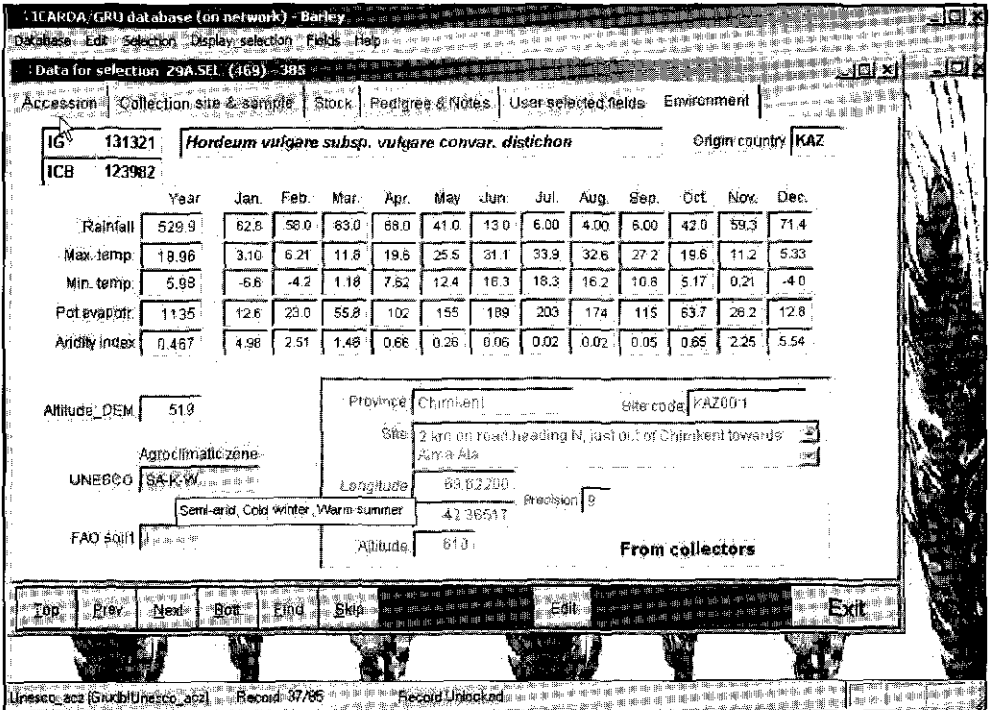 ICARDA/GRU database (on network) - Barley
Database Edit Selection Display selection Fields Help
Data for selection 29A.SEL (469) - 385
Accession Collection site & sample Stock Pedigree & Notes User selected fields Environment
IG 131321 Hordeum vulgare subsp. vulgare convar. distichon Origin country KAZ
ICB 123982
Year Jan. Feb. Mar. Apr. May Jun. Jul. Aug. Sep. Oct. Nov. Dec.
Rainfall 529.9 62.8 58.0 63.0 68.0 41.0 13.0 6.00 4.00 6.00 42.0 59.3 71.4
Max. temp. 18.96 3.10 6.21 11.8 19.6 25.5 31.1 33.9 32.6 27.2 19.6 11.2 5.33
Min. temp. 5.98 -6.6 -4.2 1.18 7.62 12.4 16.3 18.3 16.2 10.8 5.17 0.21 -4.0
Pot evapotr. 1135 12.6 23.0 55.8 102 155 189 203 174 115 63.7 26.2 12.8
Aridity index 0.467 4.98 2.51 1.48 0.66 0.26 0.06 0.02 0.02 0.05 0.65 2.25 5.54
Altitude_DEM 519
Province Chimkent Site code KAZ00:1
Site 2 km on road heading N, just out of Chimkent towards
Alma Ata
Agroclimatic zone
UNESCO SA-K-W
Longitude 69.62200
Precision 9
Semi-arid, Cold winter, Warm summer
42.36517
FAO soil1
Altitude 610
From collectors
Top Prev Next Bott Find Skip Edit Exit
Unesco_acz [Grudb!Unesco_acz] Record: 37/85 Record Unlocked